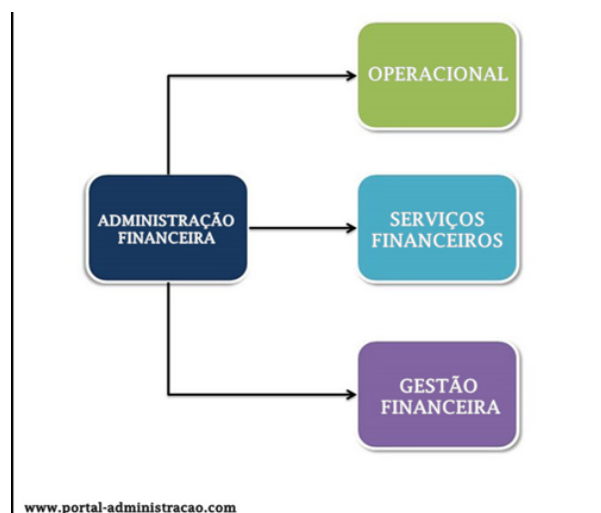 OPERACIONAL
ADMINISTRAÇÃO
FINANCEIRA
SERVIÇOS
FINANCEIROS
GESTÃO
FINANCEIRA
www.portal-administracao.com